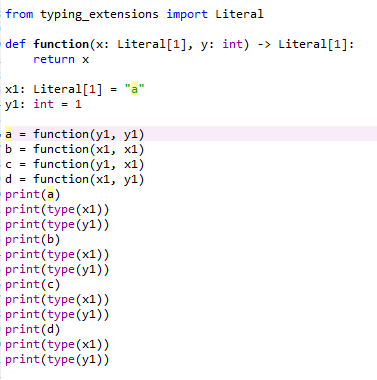 from typing_extensions import Literal
def function(x: Literal[1], y: int) -> Literal[1]:
    return x
x1: Literal[1] = "a"
y1: int = 1
a = function(y1, y1)
b = function(x1, x1)
c = function(y1, x1)
d = function(x1, y1)
print(a)
print(type(x1))
print(type(y1))
print(b)
print(type(x1))
print(type(y1))
print(c)
print(type(x1))
print(type(y1))
print(d)
print(type(x1))
print(type(y1))